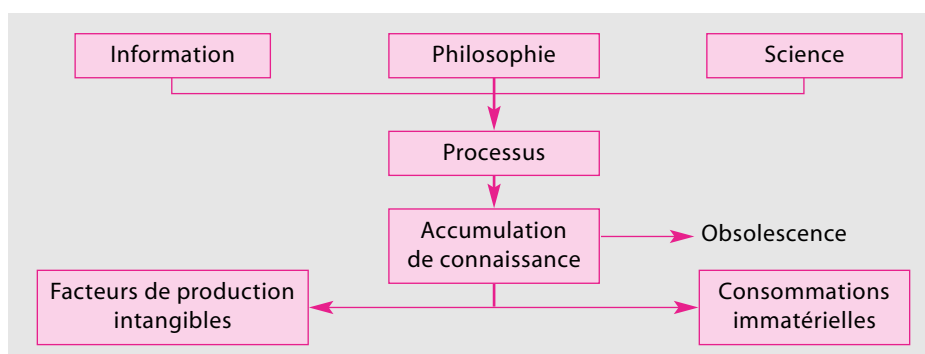 Information
Philosophie
Science
Processus
Accumulation
de connaissance
Obsolescence
Facteurs de production
intangibles
Consommations
immatérielles